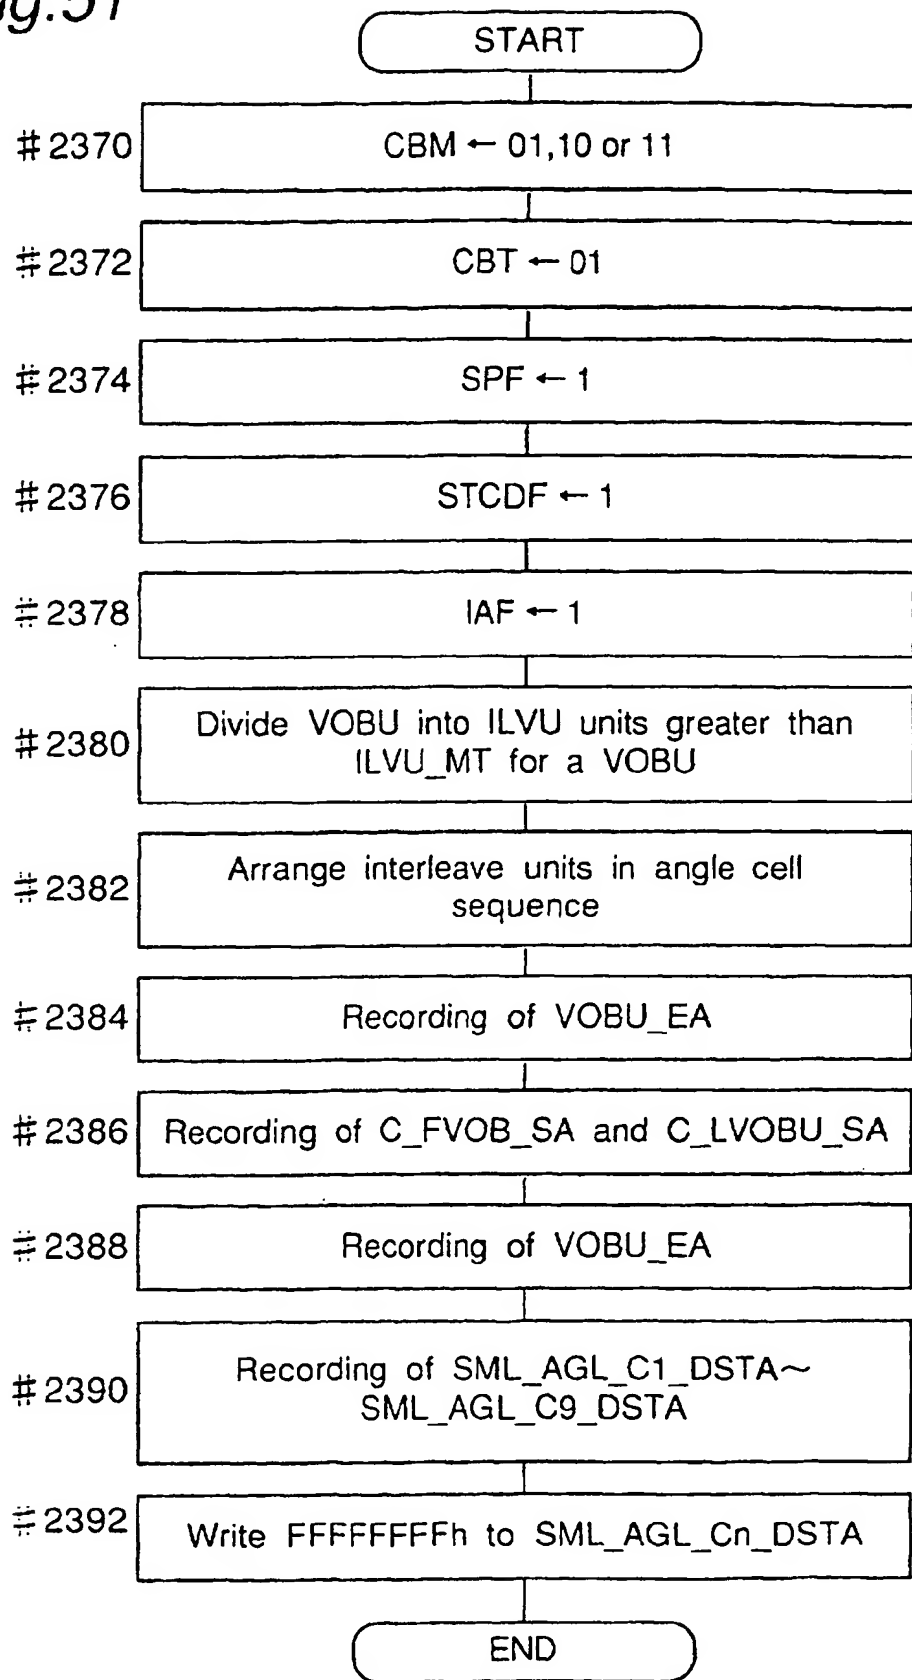 ig.51
START
#2370 CBM ← 01,10 or 11
#2372 CBT ← 01
#2374 SPF ← 1
#2376 STCDF ← 1
#2378 IAF ← 1
#2380 Divide VOBU into ILVU units greater than
ILVU_MT for a VOBU
#2382 Arrange interleave units in angle cell
sequence
#2384 Recording of VOBU_EA
#2386 Recording of C_FVOB_SA and C_LVOBU_SA
#2388 Recording of VOBU_EA
#2390 Recording of SML_AGL_C1_DSTA~
SML_AGL_C9_DSTA
#2392 Write FFFFFFFFh to SML_AGL_Cn_DSTA
END